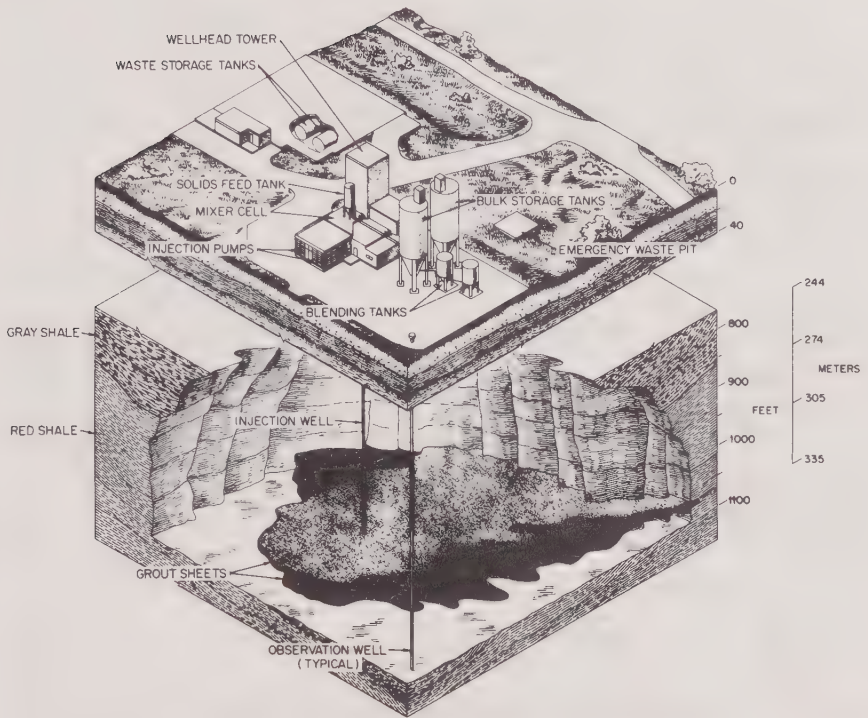 WELLHEAD TOWER
WASTE STORAGE TANKS
SOLIDS FEED TANK
MIXER CELL
INJECTION PUMPS
BULK STORAGE TANKS
EMERGENCY WASTE PIT
BLENDING TANKS
0
40
GRAY SHALE
RED SHALE
INJECTION WELL
800
900
FEET
1000
1100
244
274
METERS
305
335
GROUT SHEETS
OBSERVATION WELL
(TYPICAL)